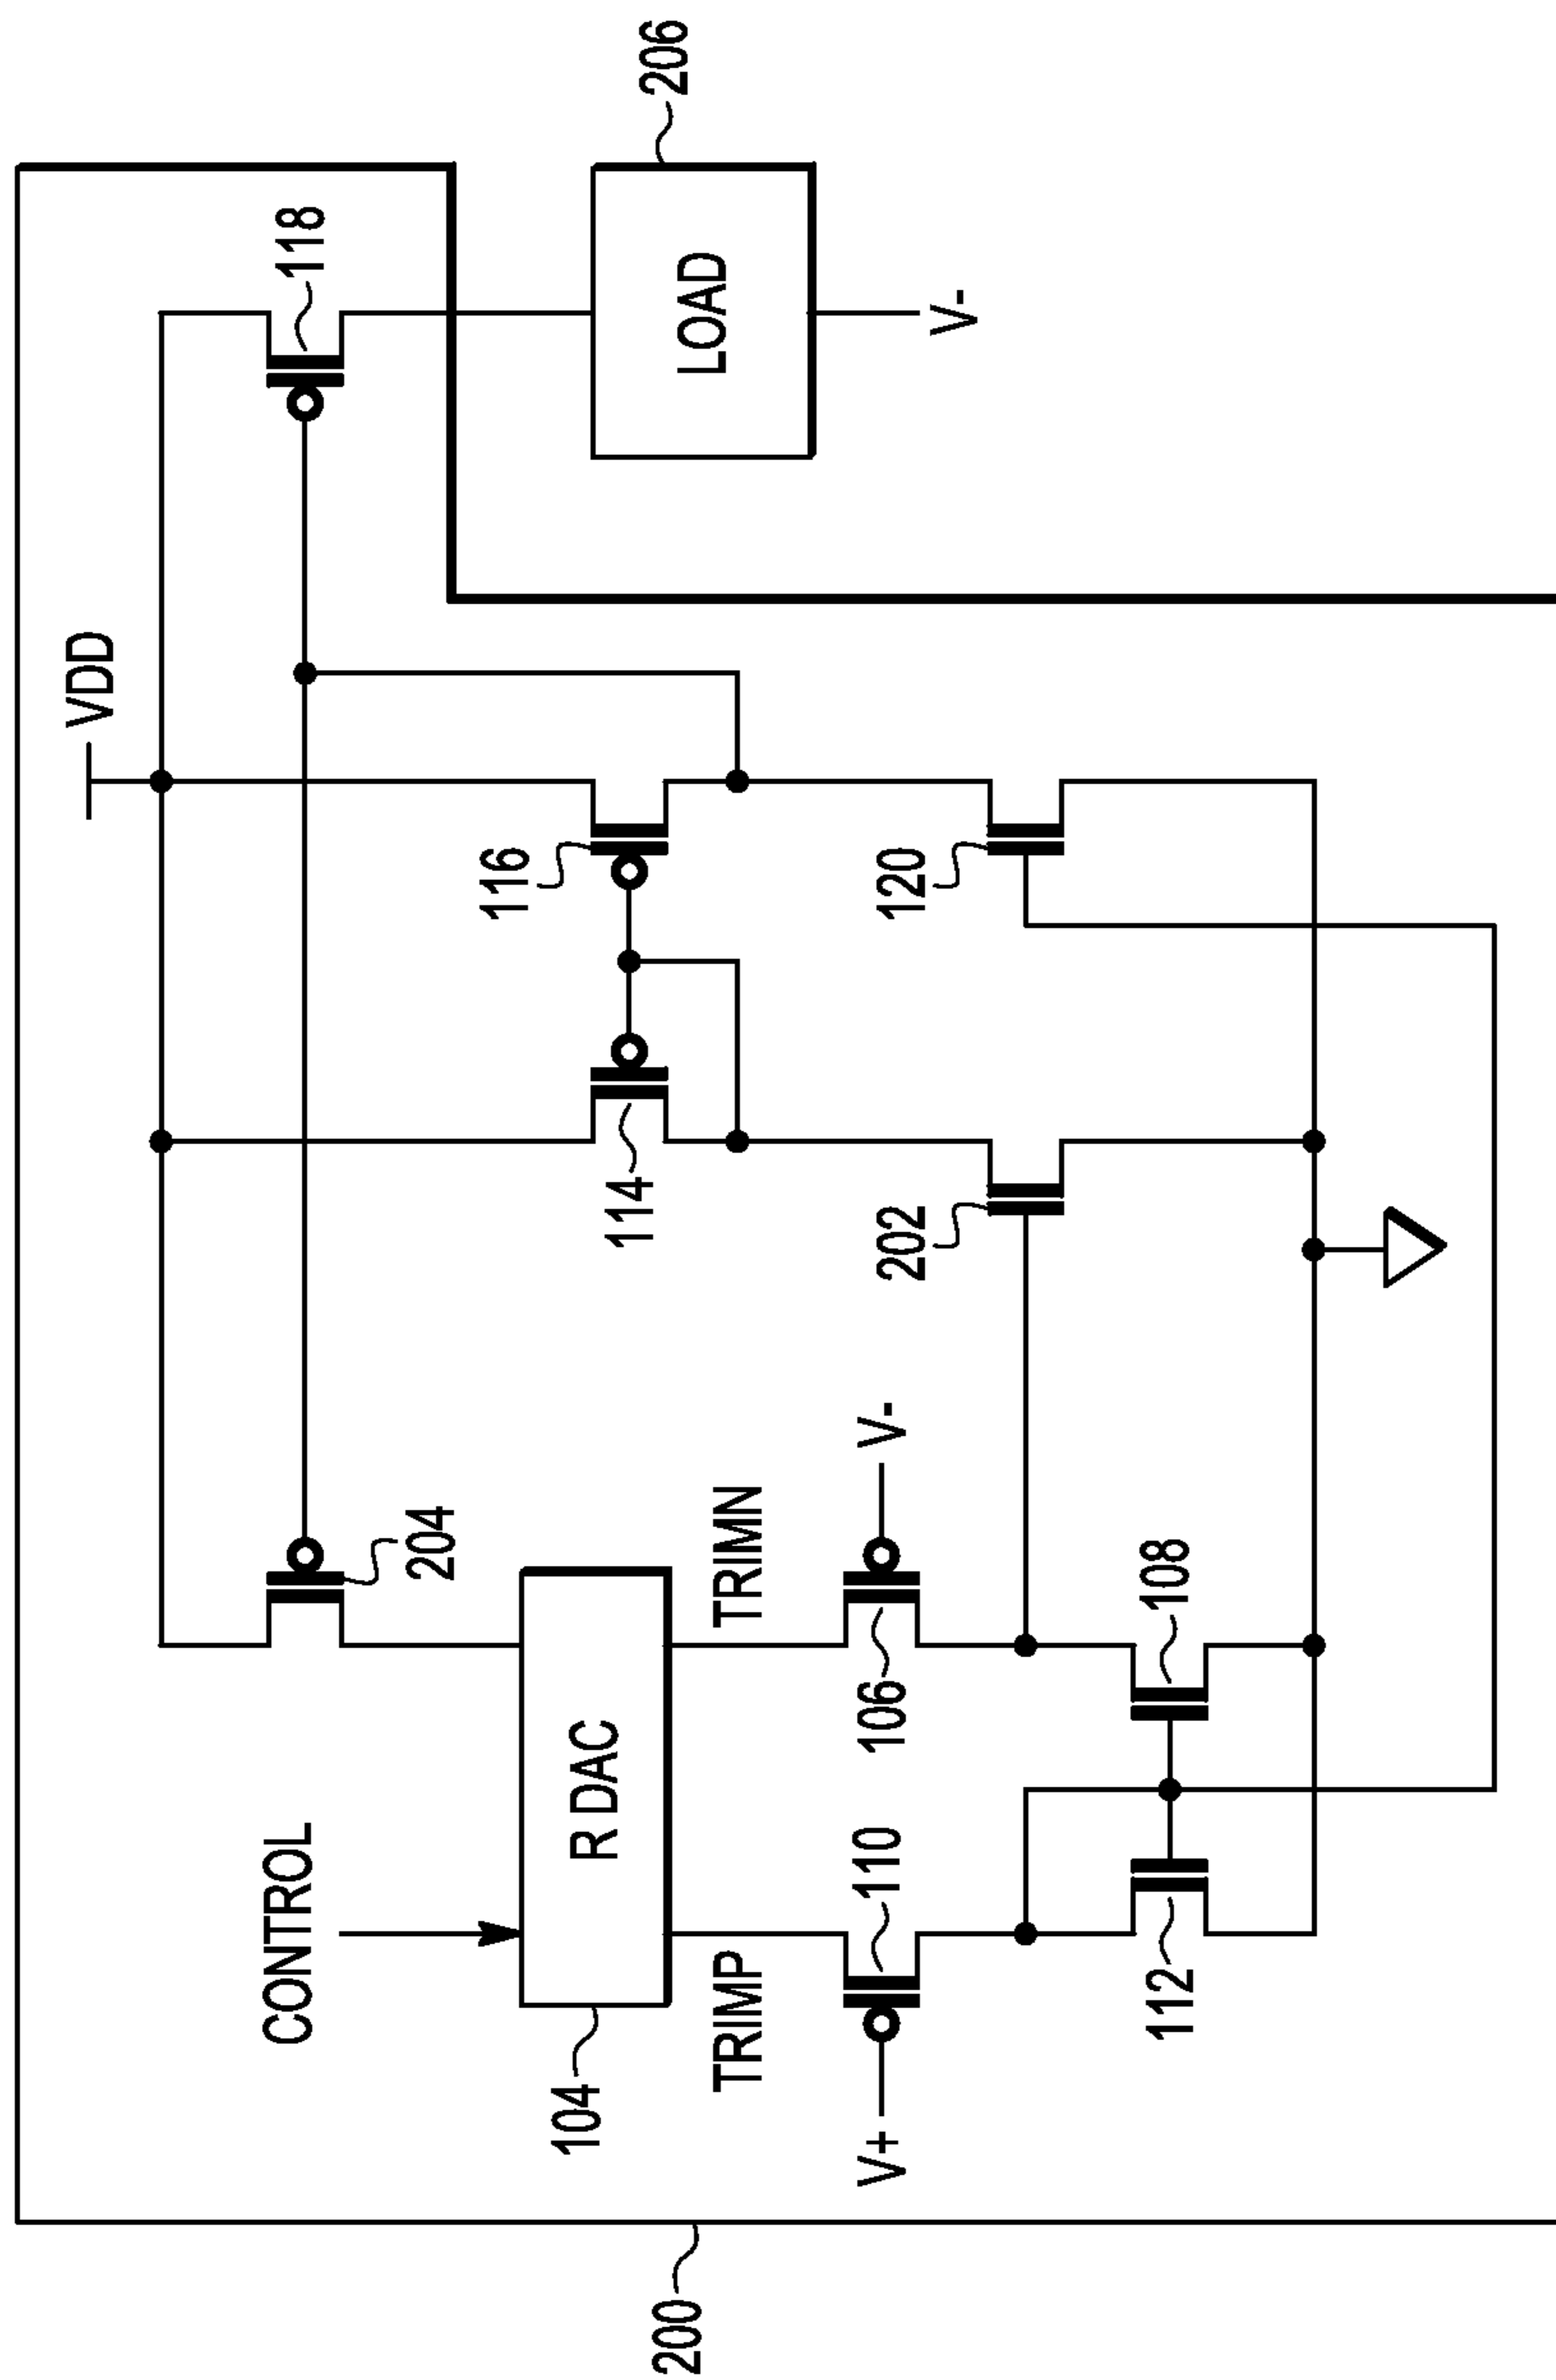 VDD
CONTROL
204
118
104
R DAC
114
116
206
LOAD
TRIMP
TRIMN
V+
110
106
V-
202
120
V-
112
108
200